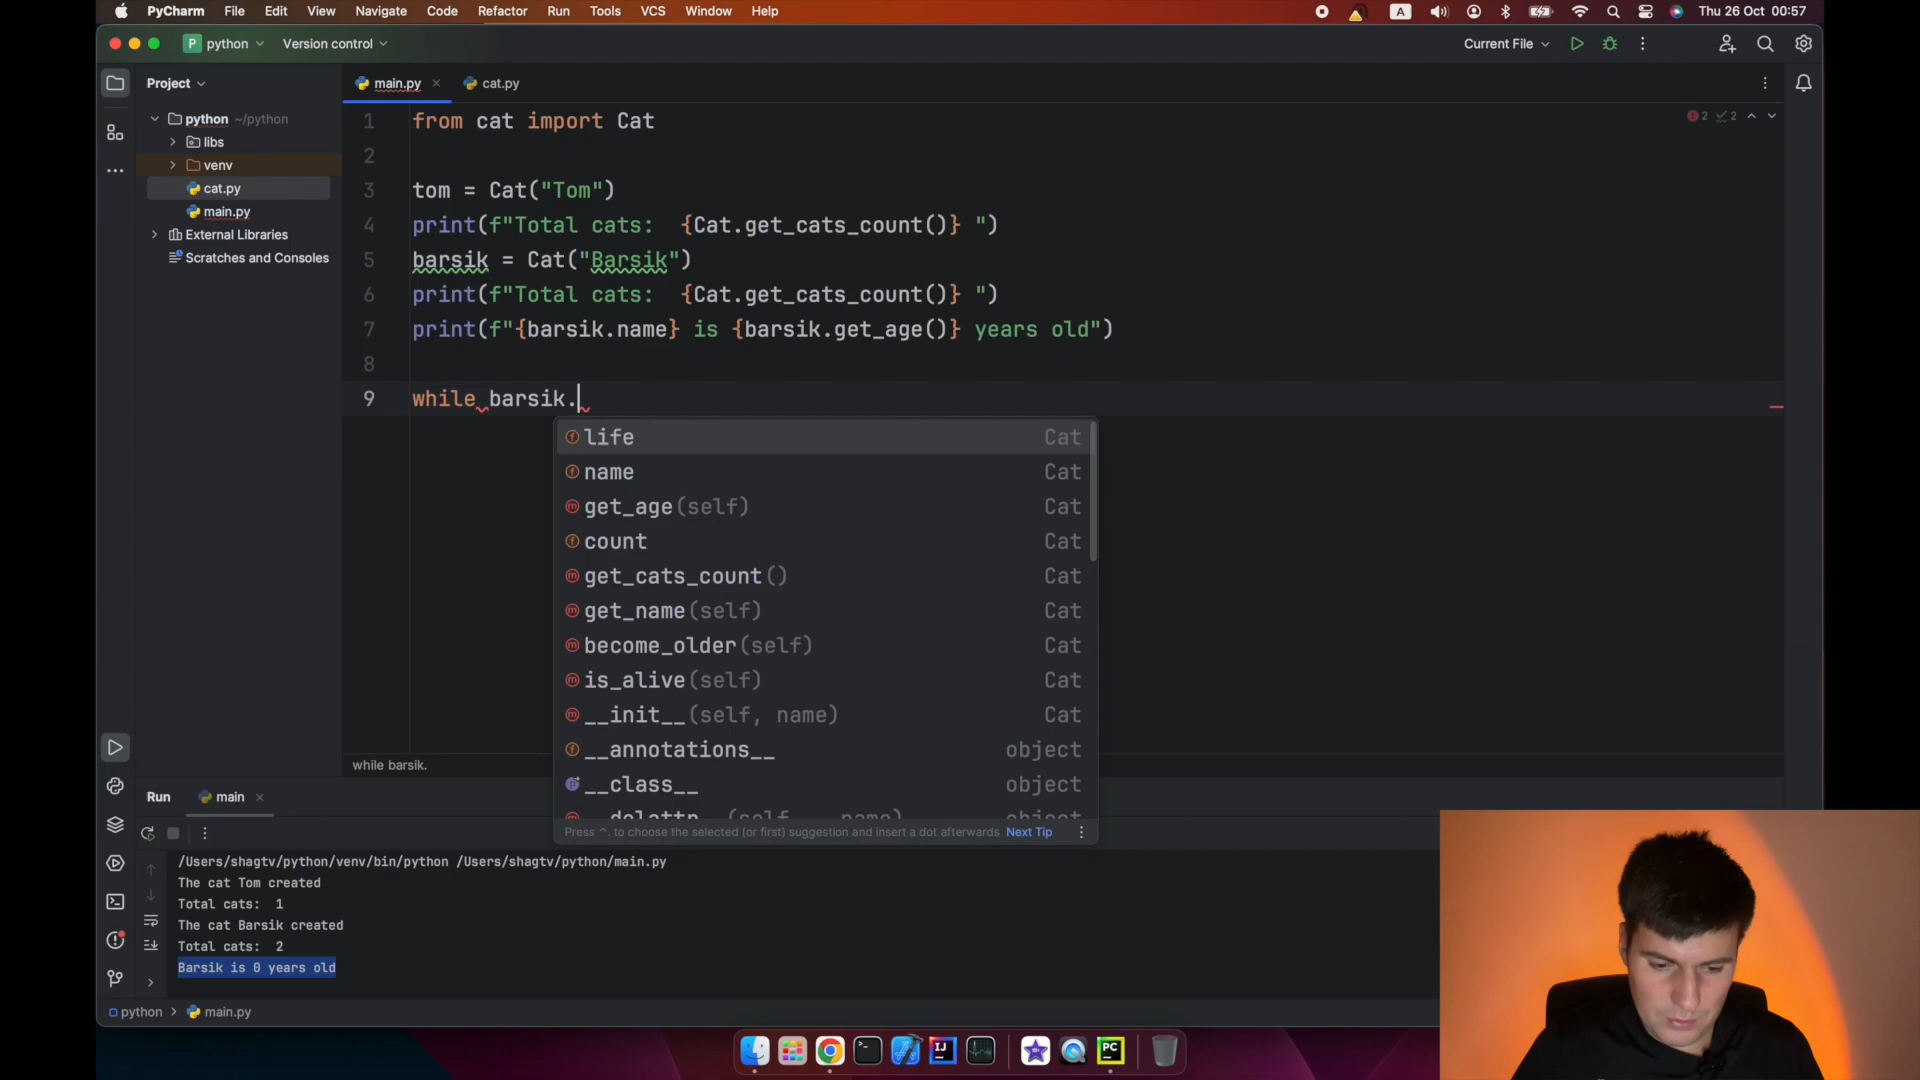 PyCharm File Edit View Navigate Code Refactor Run Tools VCS Window Help
A
Thu 26 Oct 00:57
P python Version control
Current File
Project
main.py
cat.py
python ~/python
libs
venv
cat.py
main.py
External Libraries
Scratches and Consoles
2 2
1 from cat import Cat
2
3 tom = Cat("Tom")
4 print(f"Total cats:  {Cat.get_cats_count()} ")
5 barsik = Cat("Barsik")
6 print(f"Total cats:  {Cat.get_cats_count()} ")
7 print(f"{barsik.name} is {barsik.get_age()} years old")
8
9 while barsik.
f life Cat
f name Cat
m get_age(self) Cat
f count Cat
m get_cats_count() Cat
m get_name(self) Cat
m become_older(self) Cat
m is_alive(self) Cat
m __init__(self, name) Cat
f __annotations__ object
p __class__ object
m __delattr__(self, __name) object
Press ^. to choose the selected (or first) suggestion and insert a dot afterwards Next Tip
while barsik.
Run main
/Users/shagtv/python/venv/bin/python /Users/shagtv/python/main.py
The cat Tom created
Total cats:  1
The cat Barsik created
Total cats:  2
Barsik is 0 years old
python > main.py
IJ
PC